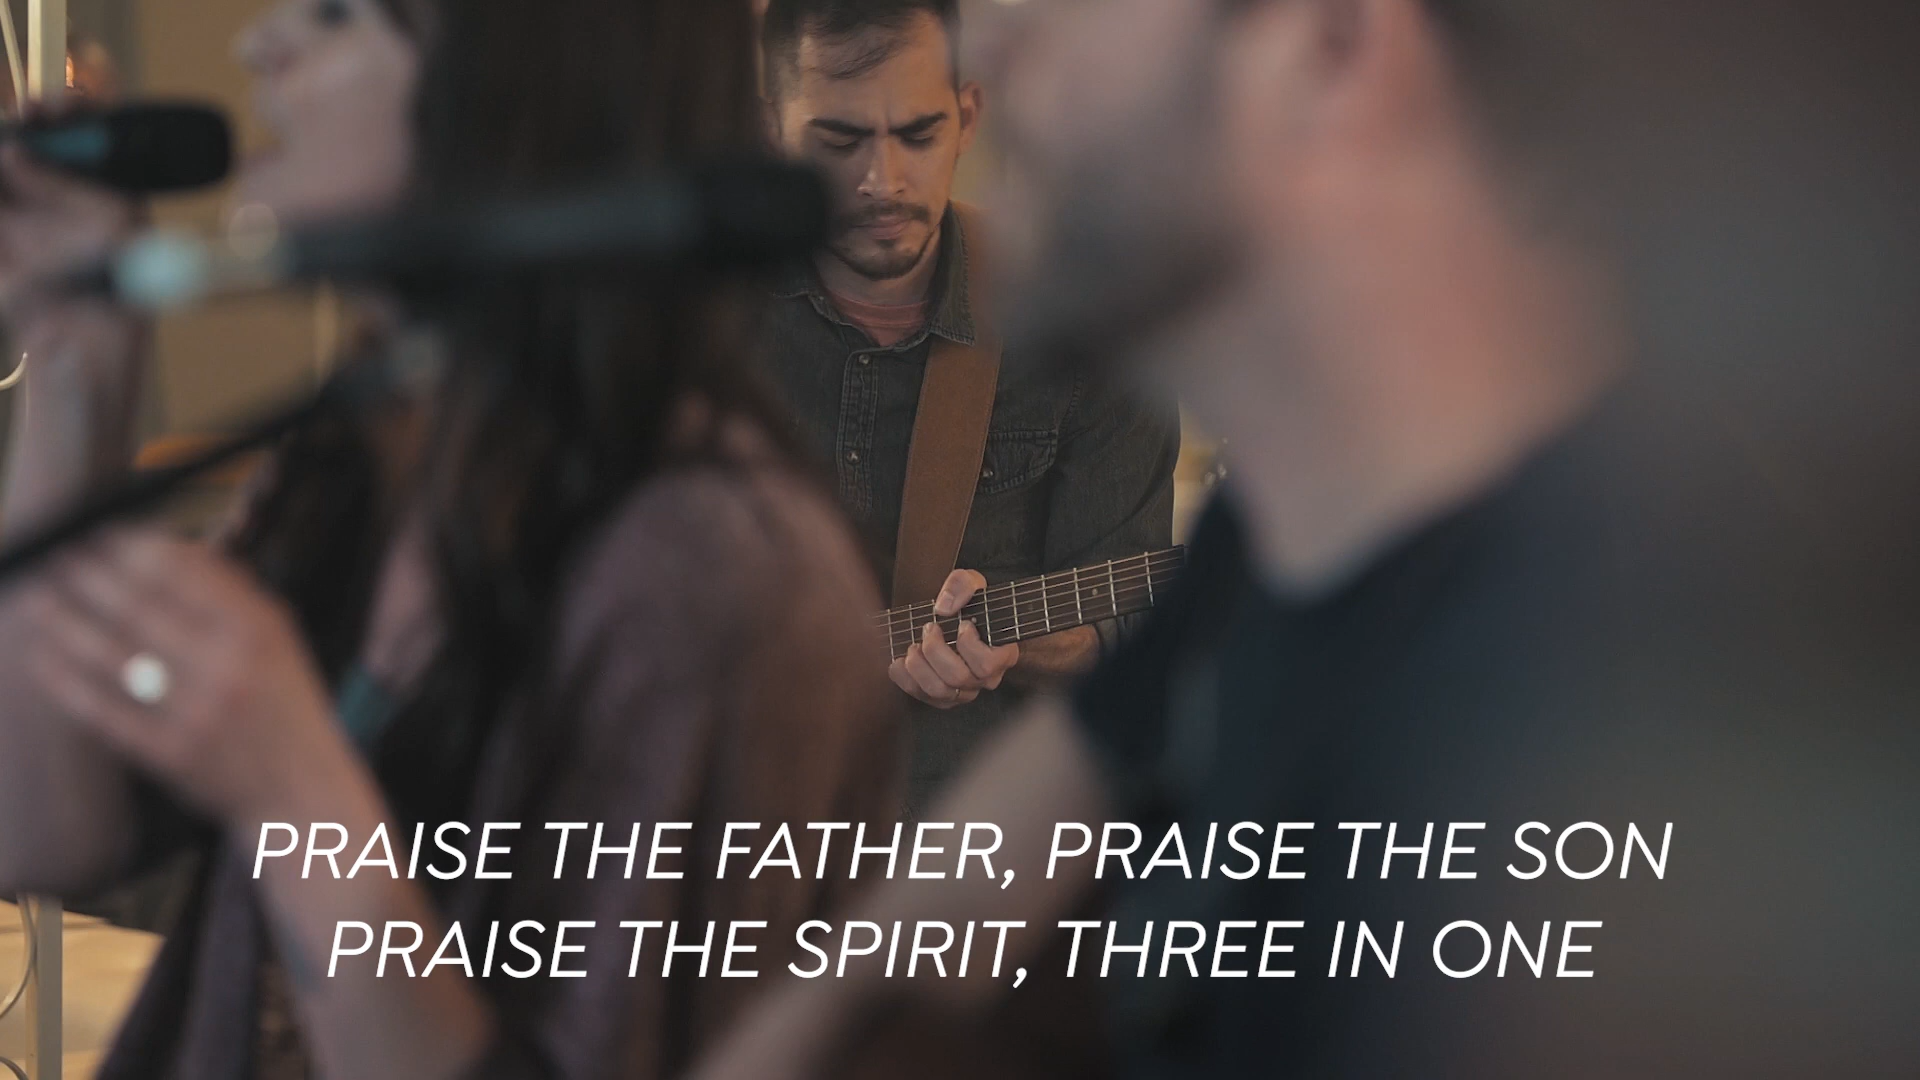 PRAISE THE FATHER, PRAISE THE SON
PRAISE THE SPIRIT, THREE IN ONE